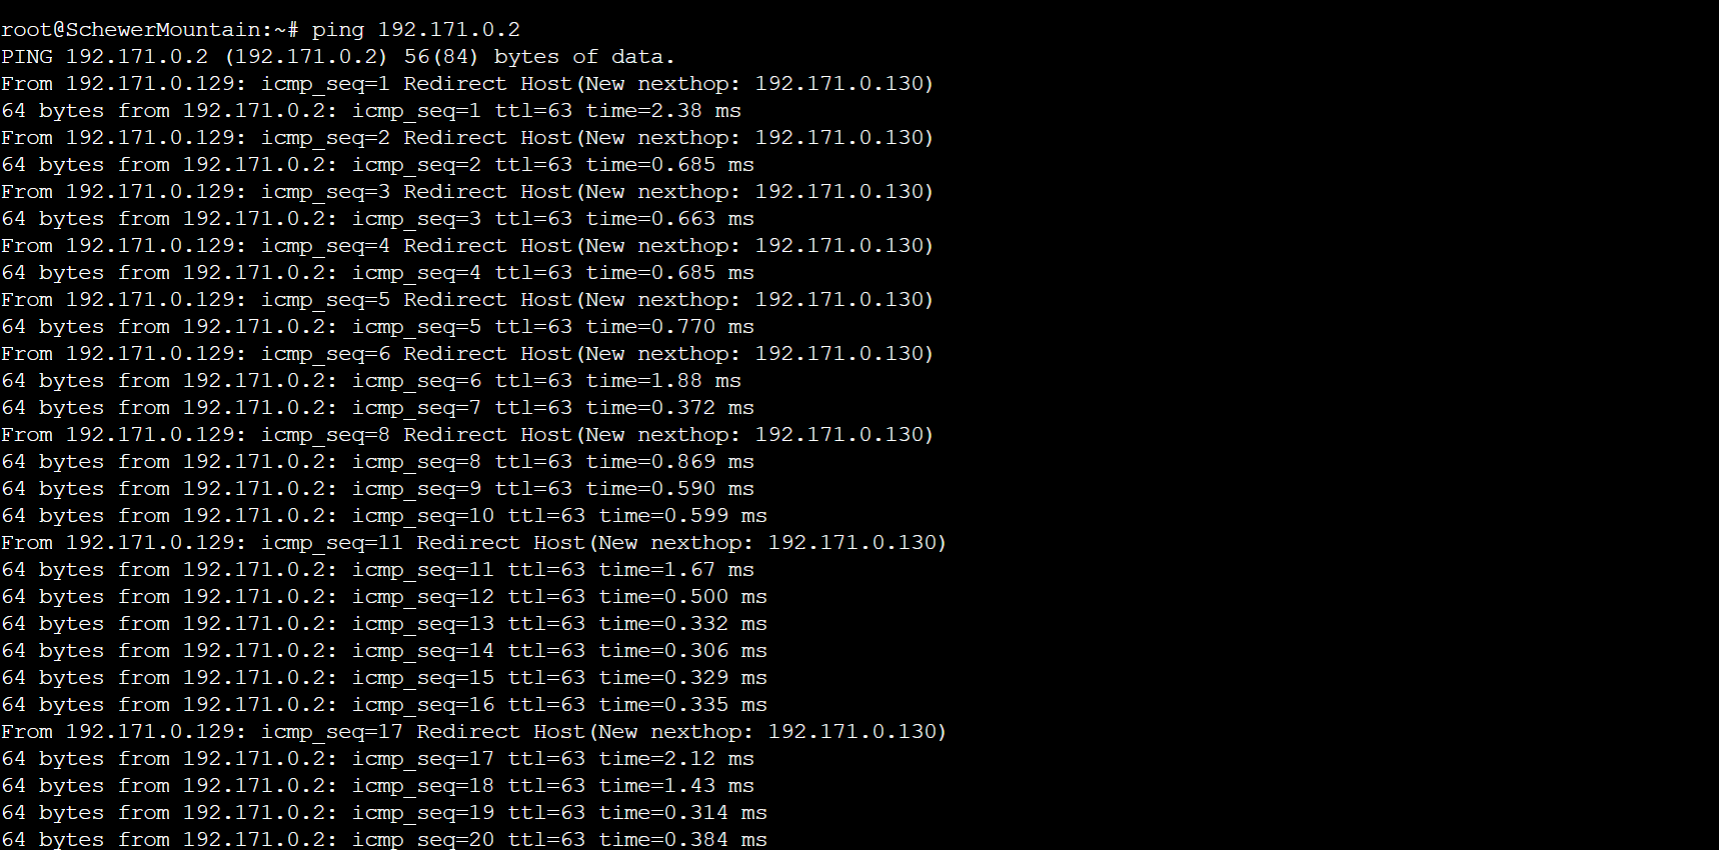 root@SchewerMountain:~# ping 192.171.0.2
PING 192.171.0.2 (192.171.0.2) 56(84) bytes of data.
From 192.171.0.129: icmp_seq=1 Redirect Host(New nexthop: 192.171.0.130)
64 bytes from 192.171.0.2: icmp_seq=1 ttl=63 time=2.38 ms
From 192.171.0.129: icmp_seq=2 Redirect Host(New nexthop: 192.171.0.130)
64 bytes from 192.171.0.2: icmp_seq=2 ttl=63 time=0.685 ms
From 192.171.0.129: icmp_seq=3 Redirect Host(New nexthop: 192.171.0.130)
64 bytes from 192.171.0.2: icmp_seq=3 ttl=63 time=0.663 ms
From 192.171.0.129: icmp_seq=4 Redirect Host(New nexthop: 192.171.0.130)
64 bytes from 192.171.0.2: icmp_seq=4 ttl=63 time=0.685 ms
From 192.171.0.129: icmp_seq=5 Redirect Host(New nexthop: 192.171.0.130)
64 bytes from 192.171.0.2: icmp_seq=5 ttl=63 time=0.770 ms
From 192.171.0.129: icmp_seq=6 Redirect Host(New nexthop: 192.171.0.130)
64 bytes from 192.171.0.2: icmp_seq=6 ttl=63 time=1.88 ms
64 bytes from 192.171.0.2: icmp_seq=7 ttl=63 time=0.372 ms
From 192.171.0.129: icmp_seq=8 Redirect Host(New nexthop: 192.171.0.130)
64 bytes from 192.171.0.2: icmp_seq=8 ttl=63 time=0.869 ms
64 bytes from 192.171.0.2: icmp_seq=9 ttl=63 time=0.590 ms
64 bytes from 192.171.0.2: icmp_seq=10 ttl=63 time=0.599 ms
From 192.171.0.129: icmp_seq=11 Redirect Host(New nexthop: 192.171.0.130)
64 bytes from 192.171.0.2: icmp_seq=11 ttl=63 time=1.67 ms
64 bytes from 192.171.0.2: icmp_seq=12 ttl=63 time=0.500 ms
64 bytes from 192.171.0.2: icmp_seq=13 ttl=63 time=0.332 ms
64 bytes from 192.171.0.2: icmp_seq=14 ttl=63 time=0.306 ms
64 bytes from 192.171.0.2: icmp_seq=15 ttl=63 time=0.329 ms
64 bytes from 192.171.0.2: icmp_seq=16 ttl=63 time=0.335 ms
From 192.171.0.129: icmp_seq=17 Redirect Host(New nexthop: 192.171.0.130)
64 bytes from 192.171.0.2: icmp_seq=17 ttl=63 time=2.12 ms
64 bytes from 192.171.0.2: icmp_seq=18 ttl=63 time=1.43 ms
64 bytes from 192.171.0.2: icmp_seq=19 ttl=63 time=0.314 ms
64 bytes from 192.171.0.2: icmp_seq=20 ttl=63 time=0.384 ms